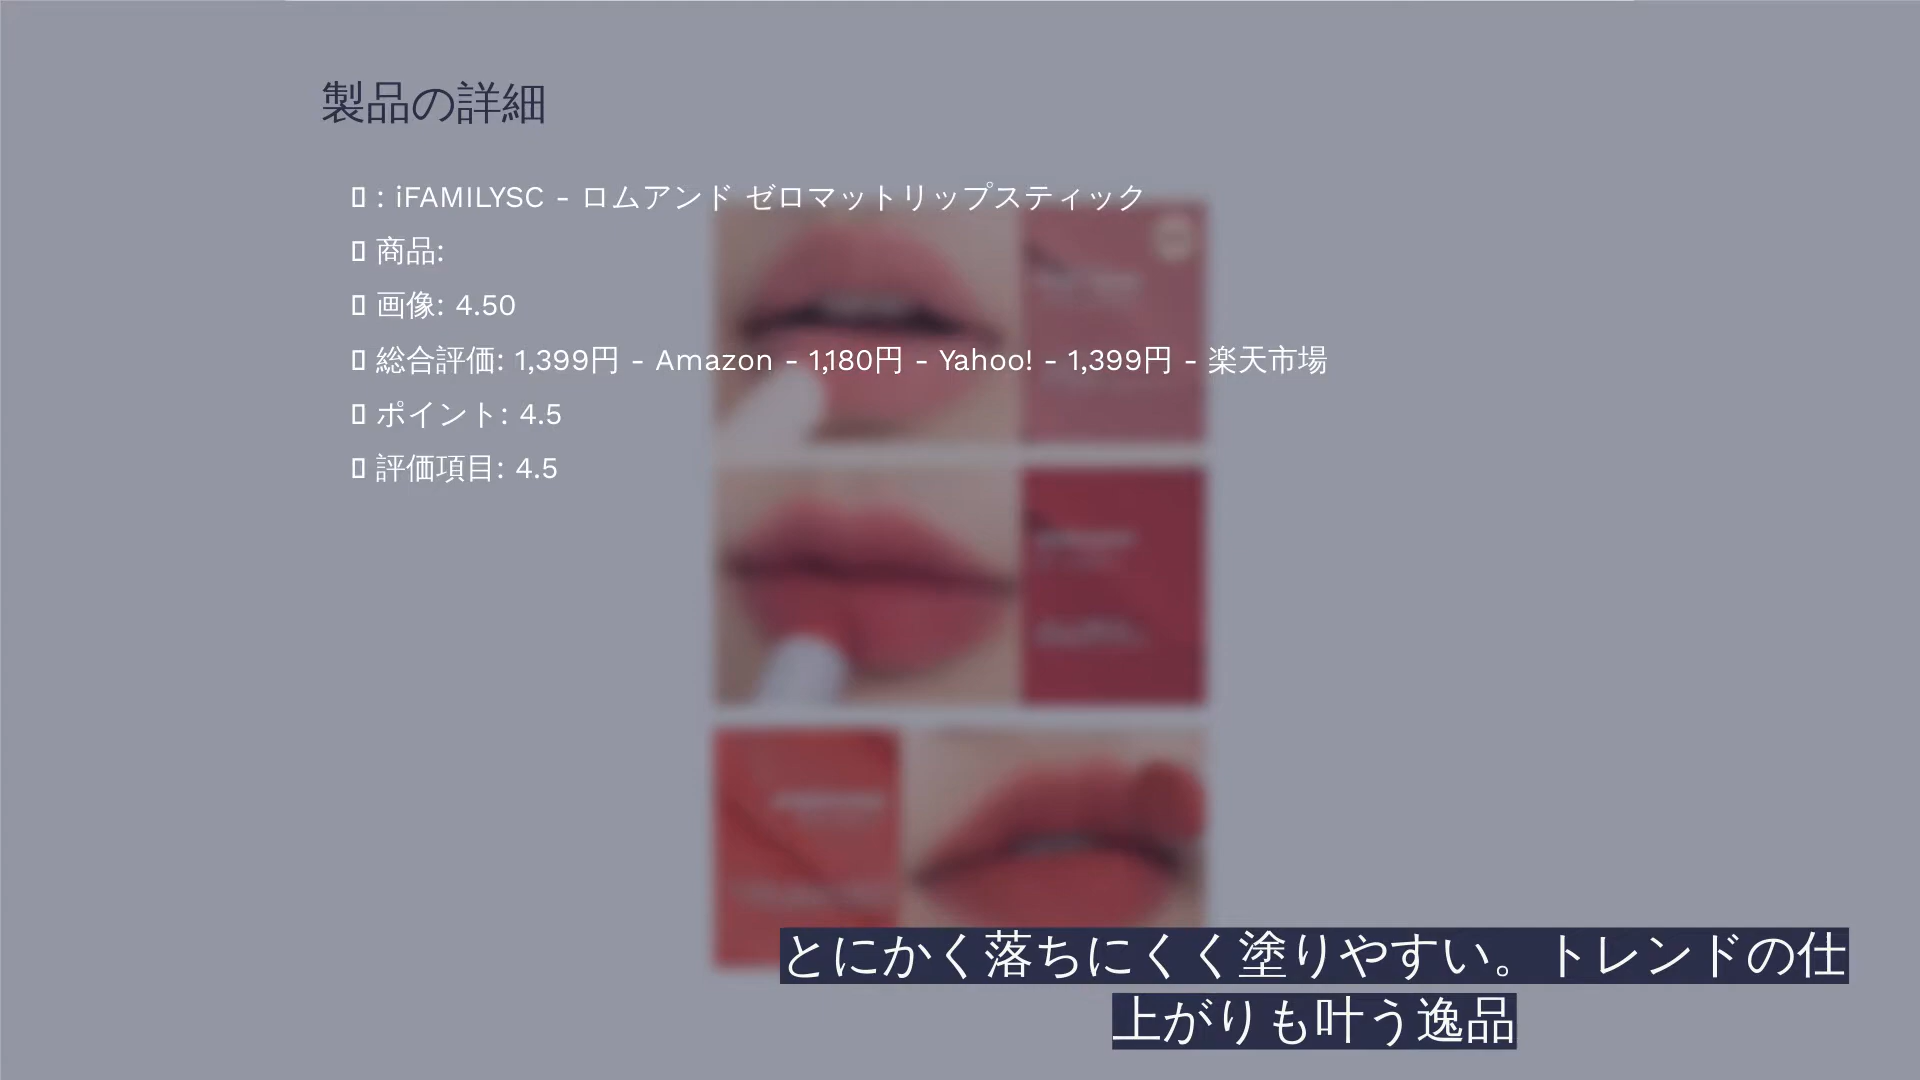 製品の詳細
▯ : iFAMILYSC - ロムアンド ゼロマットリップスティック
▯ 商品:
▯ 画像: 4.50
▯ 総合評価: 1,399円 - Amazon - 1,180円 - Yahoo! - 1,399円 - 楽天市場
▯ ポイント: 4.5
▯ 評価項目: 4.5
とにかく落ちにくく塗りやすい。トレンドの仕
上がりも叶う逸品